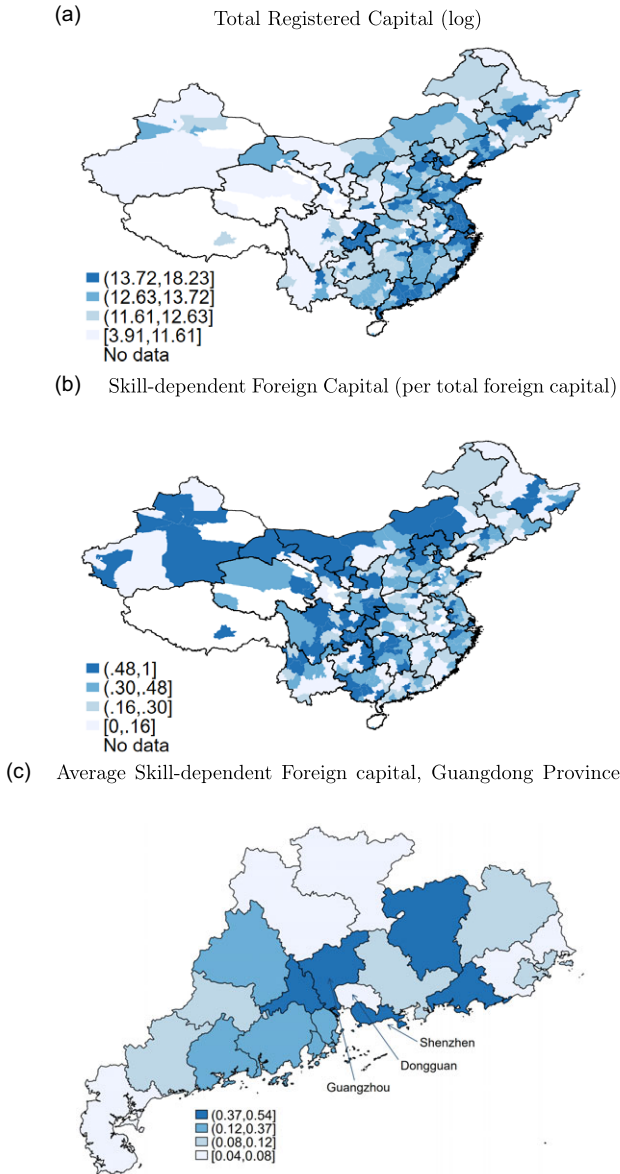 (a)
Total Registered Capital (log)
(13.72,18.23]
(12.63,13.72]
(11.61,12.63]
[3.91,11.61]
No data
(b)
Skill-dependent Foreign Capital (per total foreign capital)
(.48,1]
(.30,.48]
(.16,.30]
[0,.16]
No data
(c)
Average Skill-dependent Foreign capital, Guangdong Province
Shenzhen
Dongguan
Guangzhou
(0.37,0.54]
(0.12,0.37]
(0.08,0.12]
[0.04,0.08]